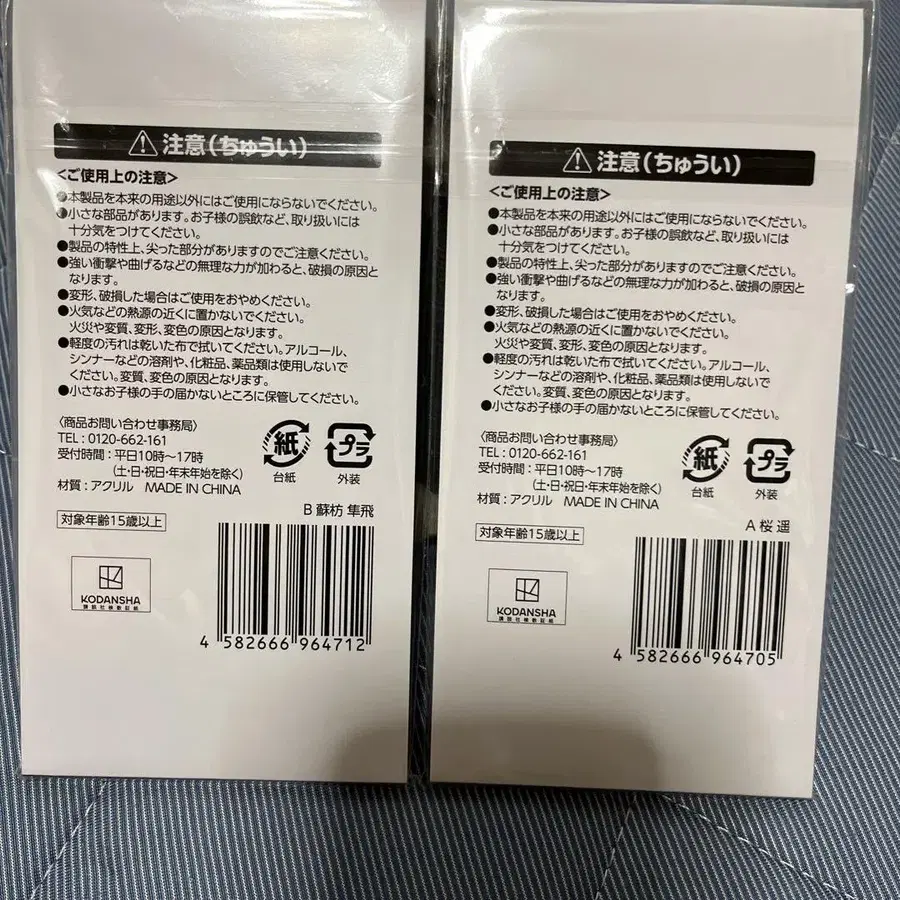 ⚠ 注意(ちゅうい)
<ご使用上の注意>
●本製品を本来の用途以外にはご使用にならないでください。
●小さな部品があります。お子様の誤飲など、取り扱いには
十分気をつけてください。
●製品の特性上、尖った部分がありますのでご注意ください。
●強い衝撃や曲げるなどの無理な力が加わると、破損の原因と
なります。
●変形、破損した場合はご使用をおやめください。
●火気などの熱源の近くに置かないでください。
火災や変質、変形、変色の原因となります。
●軽度の汚れは乾いた布で拭いてください。アルコール、
シンナーなどの溶剤や、化粧品、薬品類は使用しないで
ください。変質、変色の原因となります。
●小さなお子様の手の届かないところに保管してください。
〈商品お問い合わせ事務局〉
TEL:0120-662-161
受付時間:平日10時〜17時
(土・日・祝日・年末年始を除く)
材質:アクリル MADE IN CHINA
紙
台紙
プラ
外装
B 蘇枋 隼飛
対象年齢15歳以上
KODANSHA
講談社検数証紙
4 582666 964712
⚠ 注意(ちゅうい)
<ご使用上の注意>
●本製品を本来の用途以外にはご使用にならないでください。
●小さな部品があります。お子様の誤飲など、取り扱いには
十分気をつけてください。
●製品の特性上、尖った部分がありますのでご注意ください。
●強い衝撃や曲げるなどの無理な力が加わると、破損の原因と
なります。
●変形、破損した場合はご使用をおやめください。
●火気などの熱源の近くに置かないでください。
火災や変質、変形、変色の原因となります。
●軽度の汚れは乾いた布で拭いてください。アルコール、
シンナーなどの溶剤や、化粧品、薬品類は使用しないで
ください。変質、変色の原因となります。
●小さなお子様の手の届かないところに保管してください。
〈商品お問い合わせ事務局〉
TEL:0120-662-161
受付時間:平日10時〜17時
(土・日・祝日・年末年始を除く)
材質:アクリル MADE IN CHINA
紙
台紙
プラ
外装
A 桜 遥
対象年齢15歳以上
KODANSHA
講談社検数証紙
4 582666 964705